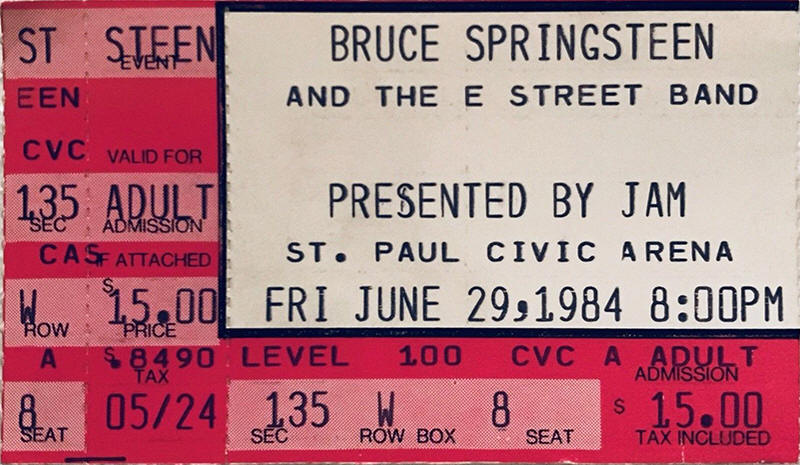 ST STEEN
EVENT
EEN
CVC VALID FOR
135 ADULT
SEC ADMISSION
CAS IF ATTACHED
W $15.00
ROW PRICE
A $.8490
TAX
8 05/24
SEAT
BRUCE SPRINGSTEEN
AND THE E STREET BAND
PRESENTED BY JAM
ST. PAUL CIVIC ARENA
FRI JUNE 29,1984 8:00PM
LEVEL 100 CVC A ADULT
ADMISSION
135 W 8 $ 15.00
SEC ROW BOX SEAT TAX INCLUDED